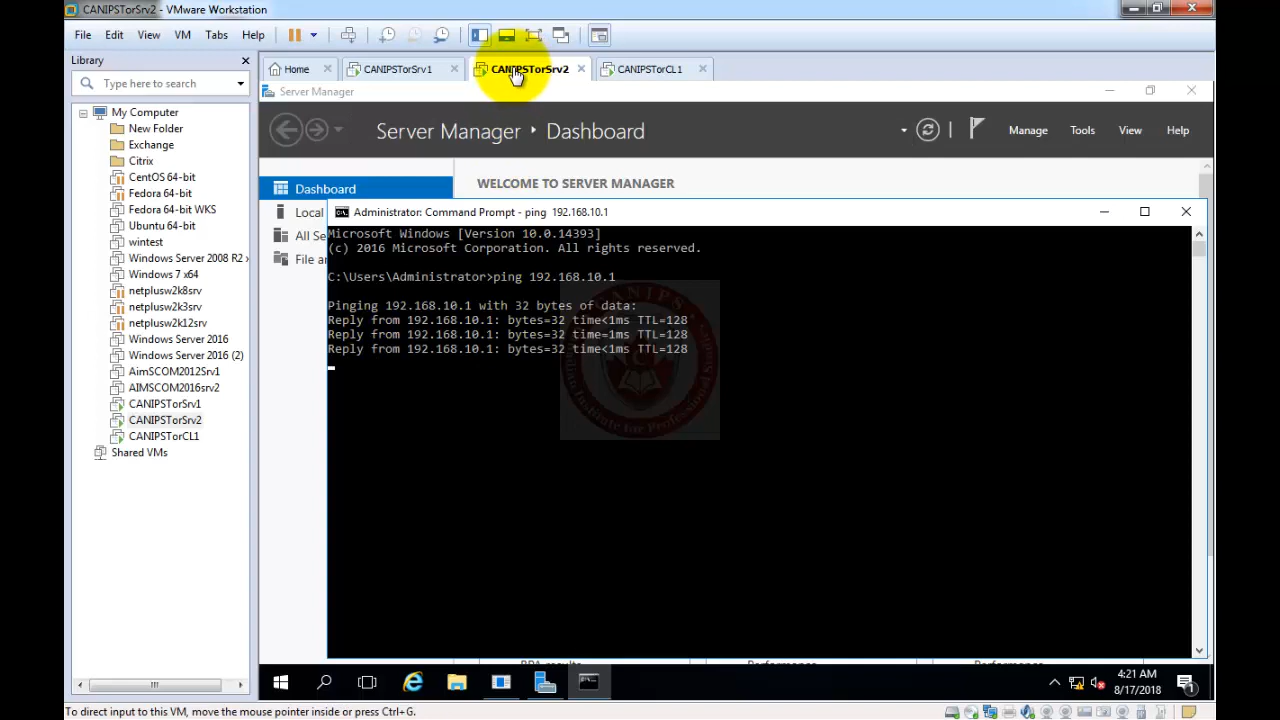 CANIPSTorSrv2 - VMware Workstation
File Edit View VM Tabs Help
Library
Type here to search
My Computer
New Folder
Exchange
Citrix
CentOS 64-bit
Fedora 64-bit
Fedora 64-bit WKS
Ubuntu 64-bit
wintest
Windows Server 2008 R2 x
Windows 7 x64
netplusw2k8srv
netplusw2k3srv
netplusw2k12srv
Windows Server 2016
Windows Server 2016 (2)
AimSCOM2012Srv1
AIMSCOM2016srv2
CANIPSTorSrv1
CANIPSTorSrv2
CANIPSTorCL1
Shared VMs
Home CANIPSTorSrv1 CANIPSTorSrv2 CANIPSTorCL1
Server Manager
Server Manager • Dashboard
Manage Tools View Help
Dashboard
WELCOME TO SERVER MANAGER
Local
All Se
File ar
Administrator: Command Prompt - ping 192.168.10.1
Microsoft Windows [Version 10.0.14393]
(c) 2016 Microsoft Corporation. All rights reserved.
C:\Users\Administrator>ping 192.168.10.1
Pinging 192.168.10.1 with 32 bytes of data:
Reply from 192.168.10.1: bytes=32 time<1ms TTL=128
Reply from 192.168.10.1: bytes=32 time=1ms TTL=128
Reply from 192.168.10.1: bytes=32 time<1ms TTL=128
BPA results Performance Performance
4:21 AM
8/17/2018
1
To direct input to this VM, move the mouse pointer inside or press Ctrl+G.